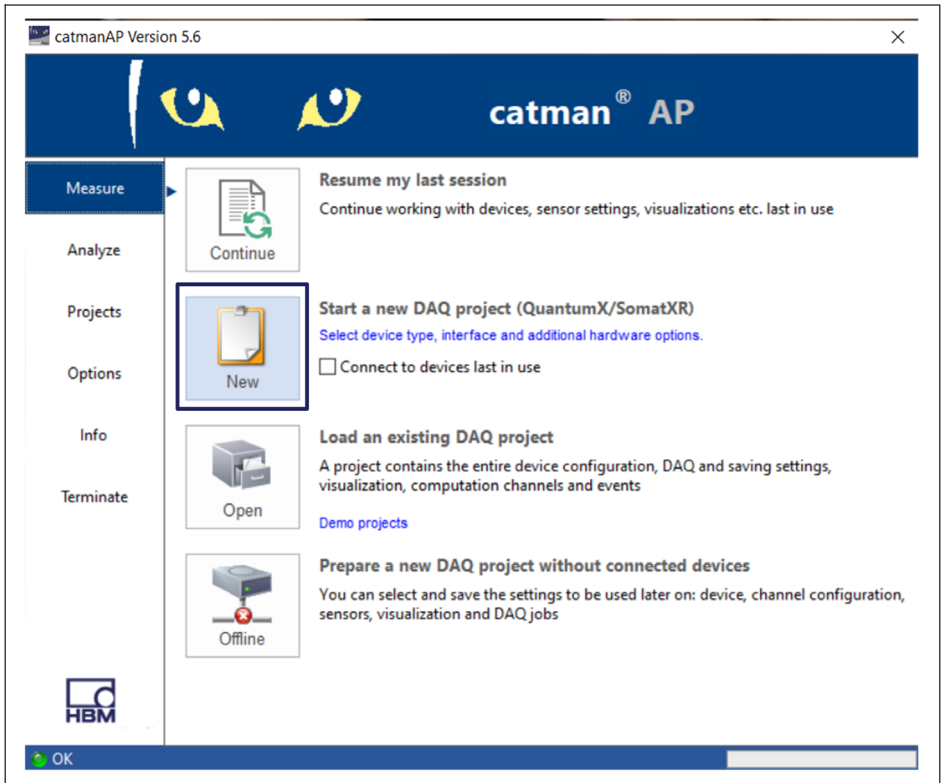 catmanAP Version 5.6
catman® AP
Measure
Analyze
Projects
Options
Info
Terminate
Continue
Resume my last session
Continue working with devices, sensor settings, visualizations etc. last in use
New
Start a new DAQ project (QuantumX/SomatXR)
Select device type, interface and additional hardware options.
Connect to devices last in use
Open
Load an existing DAQ project
A project contains the entire device configuration, DAQ and saving settings,
visualization, computation channels and events
Demo projects
Offline
Prepare a new DAQ project without connected devices
You can select and save the settings to be used later on: device, channel configuration,
sensors, visualization and DAQ jobs
HBM
OK